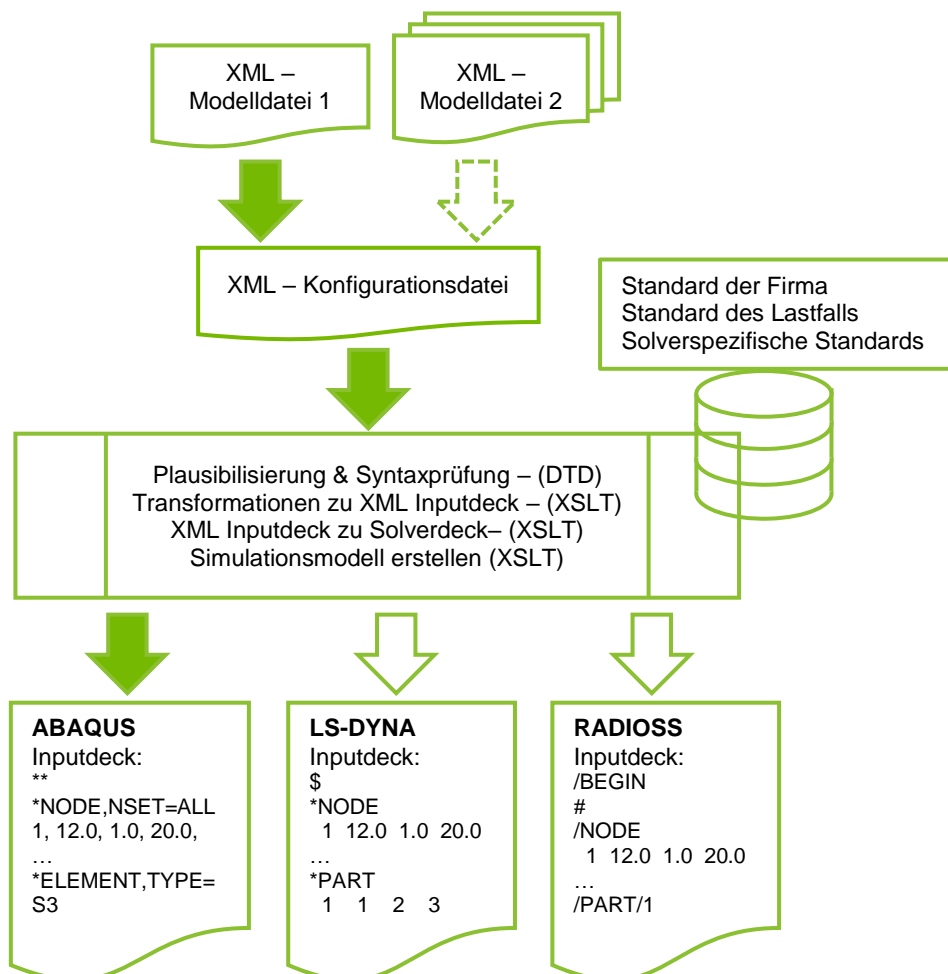 XML –
Modelldatei 1
XML –
Modelldatei 2
XML – Konfigurationsdatei
Standard der Firma
Standard des Lastfalls
Solverspezifische Standards
Plausibilisierung & Syntaxprüfung – (DTD)
Transformationen zu XML Inputdeck – (XSLT)
XML Inputdeck zu Solverdeck– (XSLT)
Simulationsmodell erstellen (XSLT)
ABAQUS
Inputdeck:
**
*NODE,NSET=ALL
1, 12.0, 1.0, 20.0,
…
*ELEMENT,TYPE=
S3
LS-DYNA
Inputdeck:
$
*NODE
1 12.0 1.0 20.0
…
*PART
1 1 2 3
RADIOSS
Inputdeck:
/BEGIN
#
/NODE
1 12.0 1.0 20.0
…
/PART/1